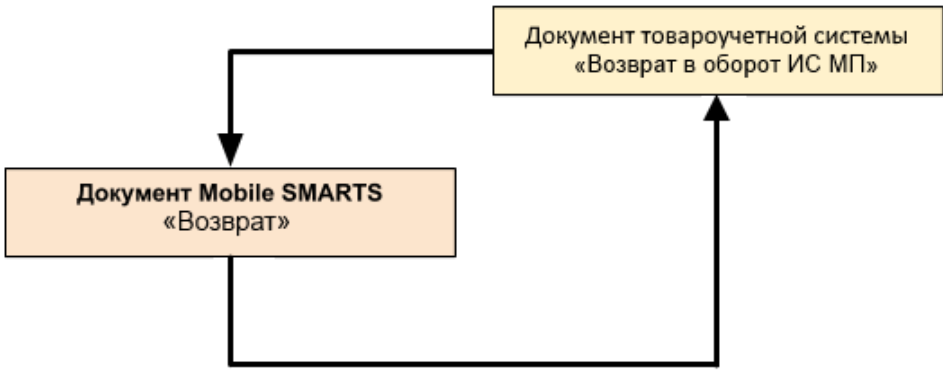 Документ товароучетной системы
«Возврат в оборот ИС МП»
Документ Mobile SMARTS
«Возврат»